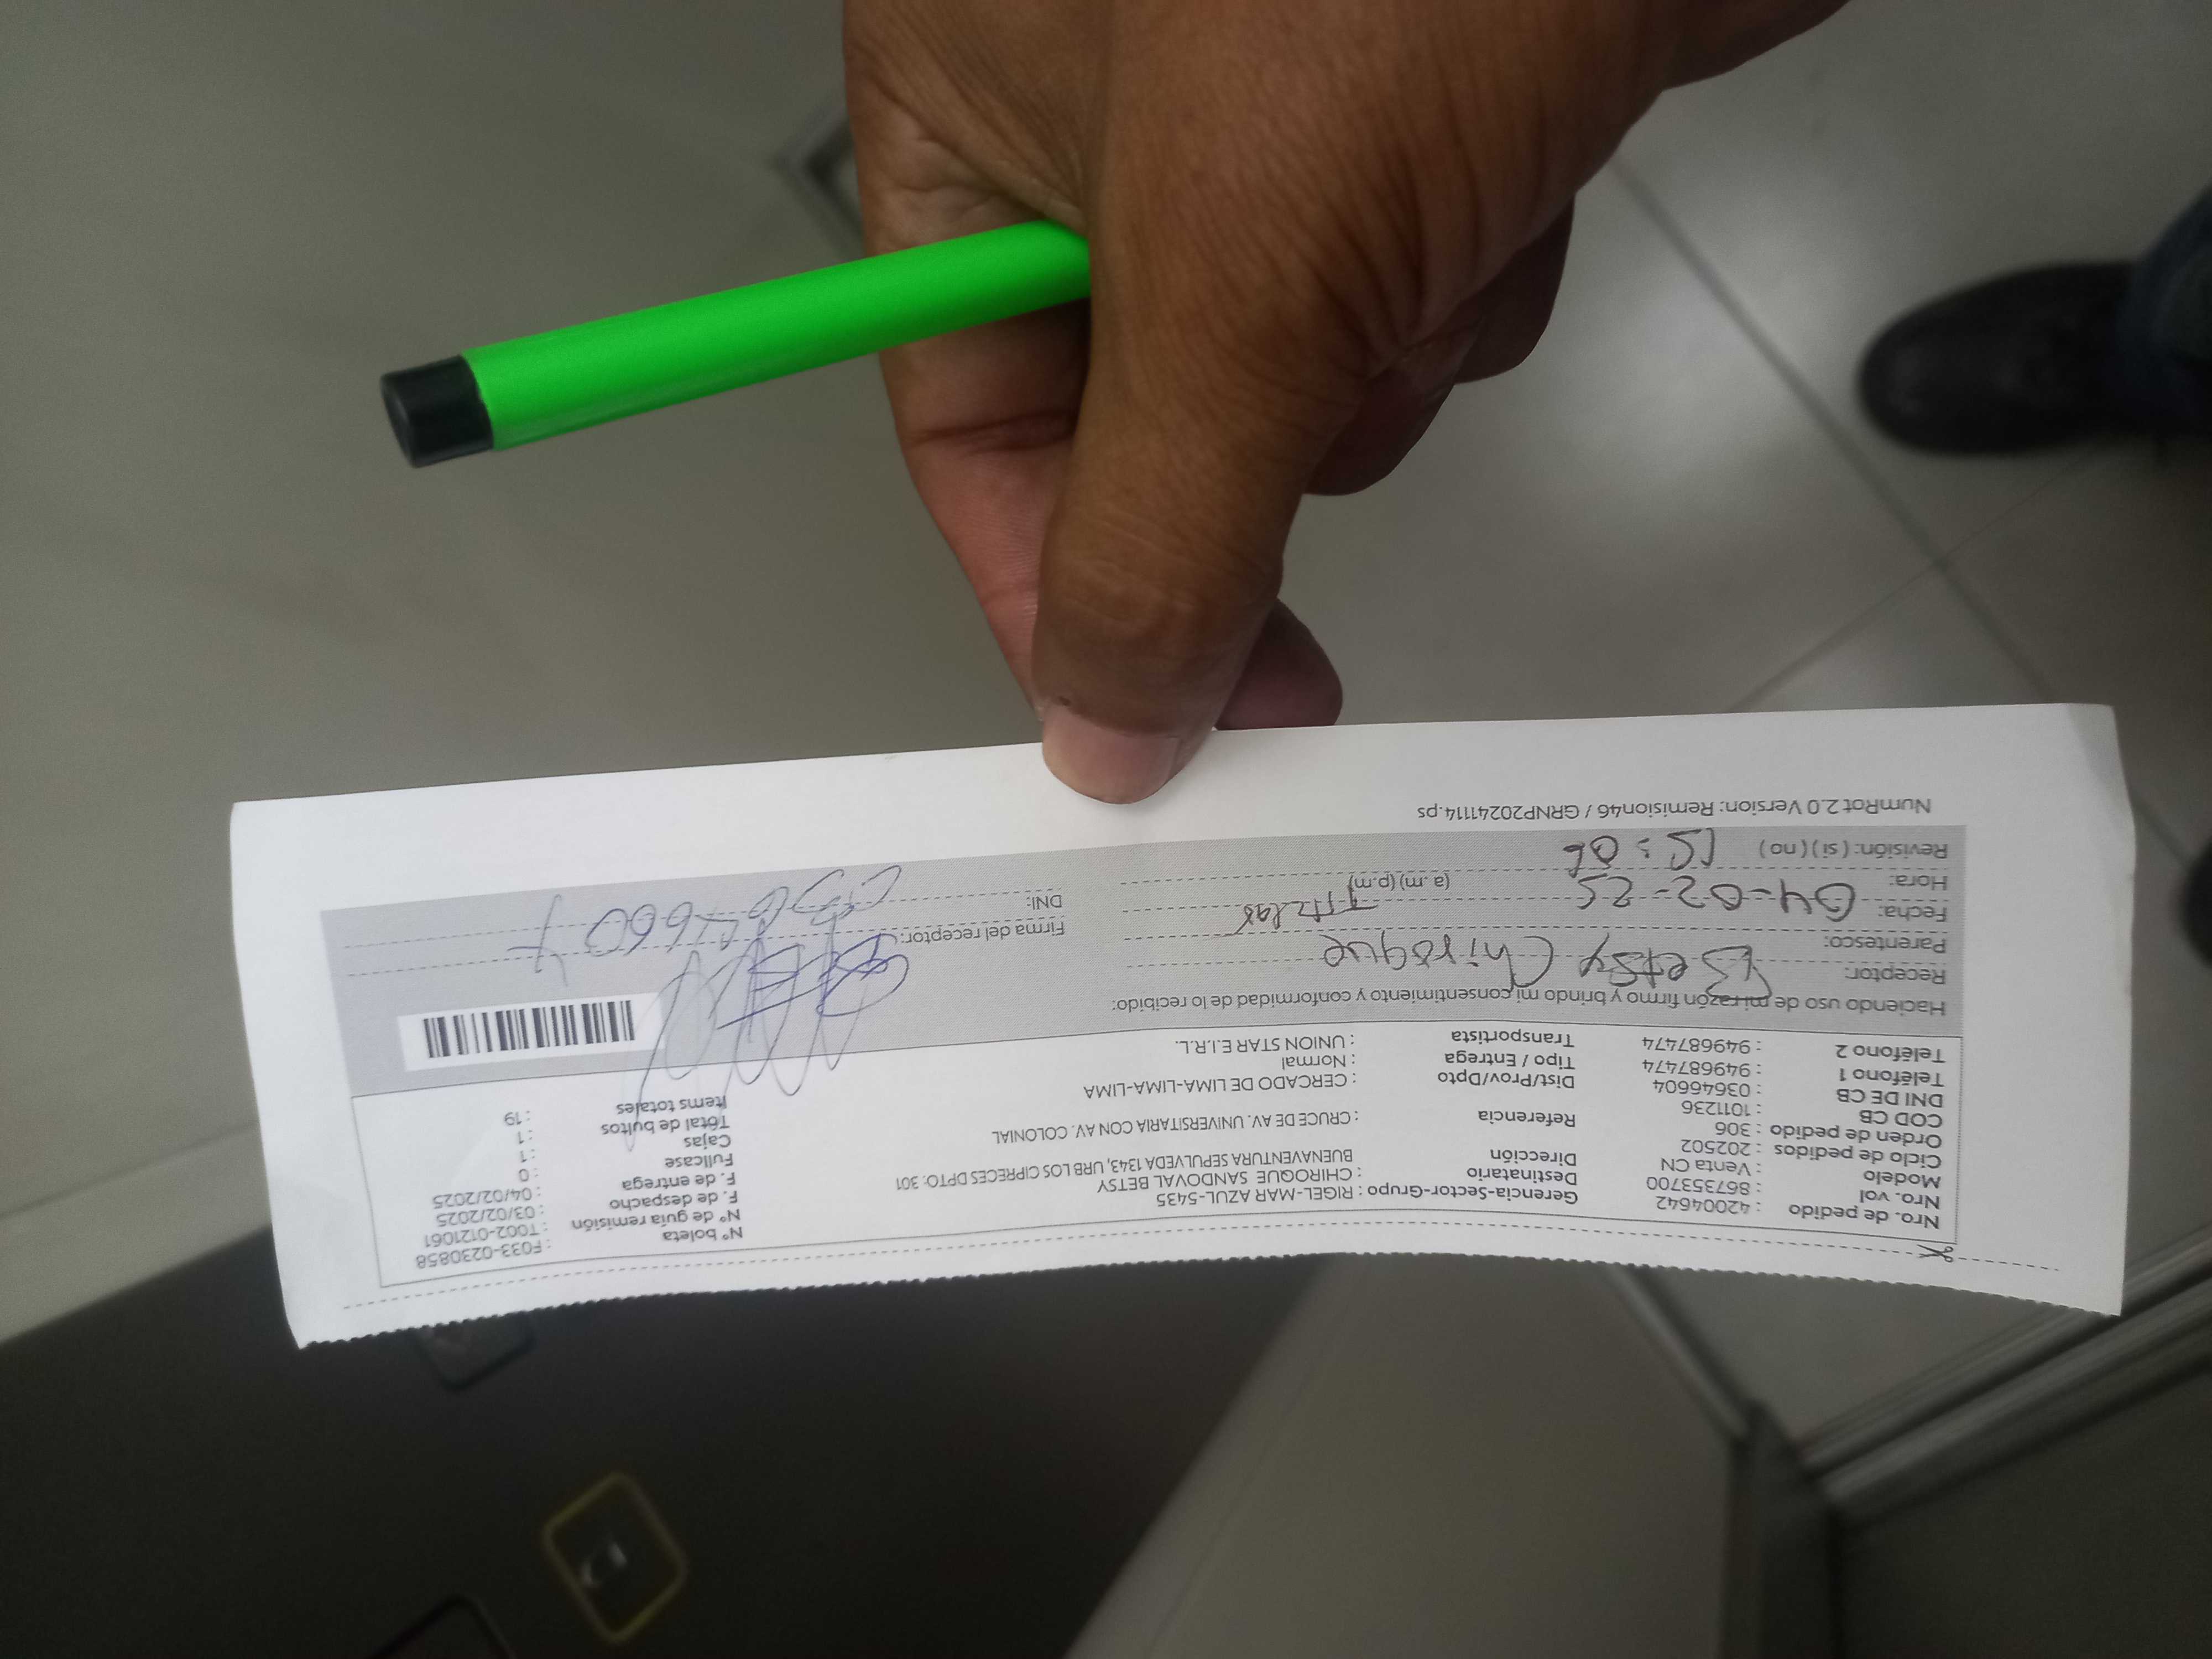 Nro. de pedido : 42004642 Gerencia-Sector-Grupo : RIGEL-MAR AZUL-5435 N° boleta : F033-0230858
Nro. vol : 867353700 Destinatario : CHIROQUE SANDOVAL BETSY N° de guía remisión : T002-0121061
Modelo : Venta CN Dirección BUENAVENTURA SEPULVEDA 1343, URB LOS CIPRECES DPTO: 301 F. de despacho : 03/02/2025
Ciclo de pedidos : 202502 F. de entrega : 04/02/2025
Orden de pedido : 306 Referencia : CRUCE DE AV. UNIVERSITARIA CON AV. COLONIAL Fullcase : 0
COD CB : 1011236 Cajas : 1
DNI DE CB : 03646604 Dist/Prov/Dpto : CERCADO DE LIMA-LIMA-LIMA Total de bultos : 1
Teléfono 1 : 949687474 Tipo / Entrega : Normal Items totales : 19
Teléfono 2 : 949687474 Transportista : UNION STAR E.I.R.L.
Haciendo uso de mi razón firmo y brindo mi consentimiento y conformidad de lo recibido:
Receptor: Betsy Chiroque
Parentesco: Titular Firma del receptor:
Fecha: 04-02-25 DNI:
Hora: 15:06 (a.m) (p.m)
Revisión: ( si ) ( no )
NumRot 2.0 Version: Remision46 / GRNP20241114.ps